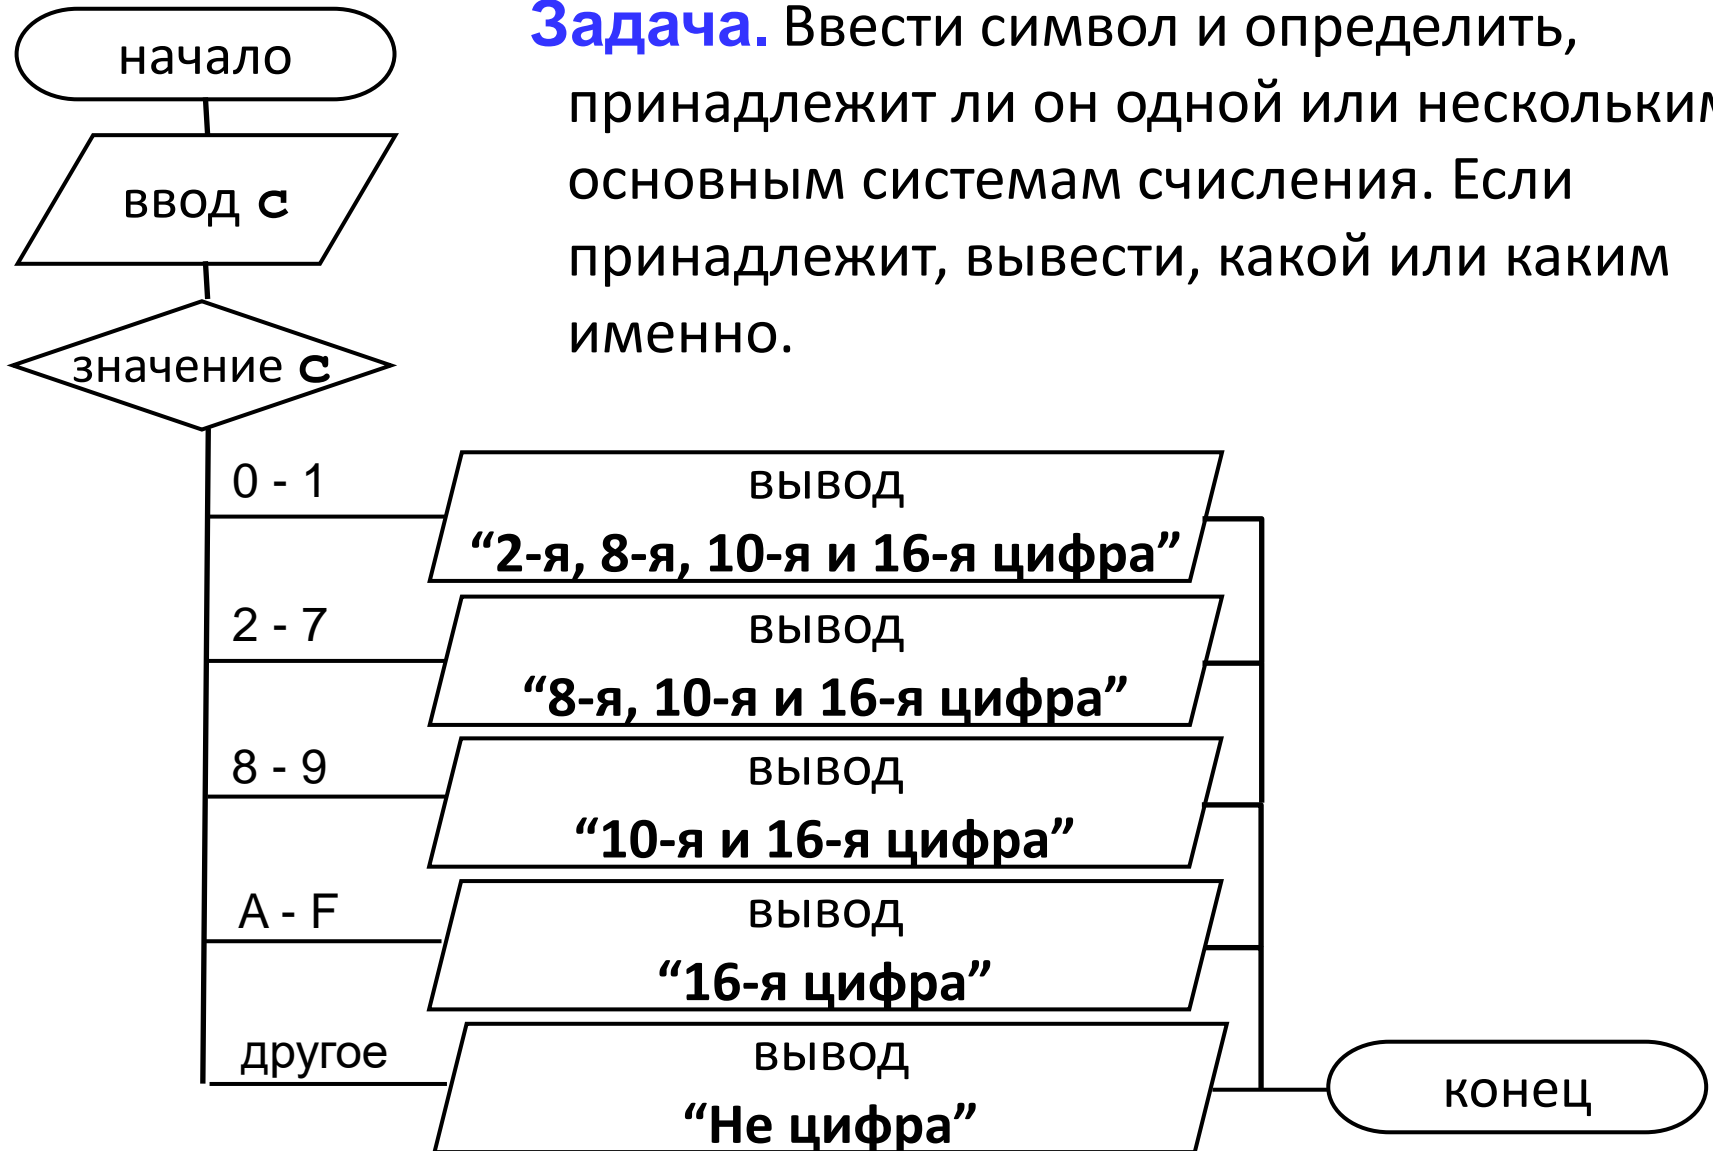 начало
Задача. Ввести символ и определить,
принадлежит ли он одной или нескольким
основным системам счисления. Если
принадлежит, вывести, какой или каким
именно.
ввод c
значение c
0 - 1
вывод
“2-я, 8-я, 10-я и 16-я цифра”
2 - 7
вывод
“8-я, 10-я и 16-я цифра”
8 - 9
вывод
“10-я и 16-я цифра”
A - F
вывод
“16-я цифра”
другое
вывод
“Не цифра”
конец